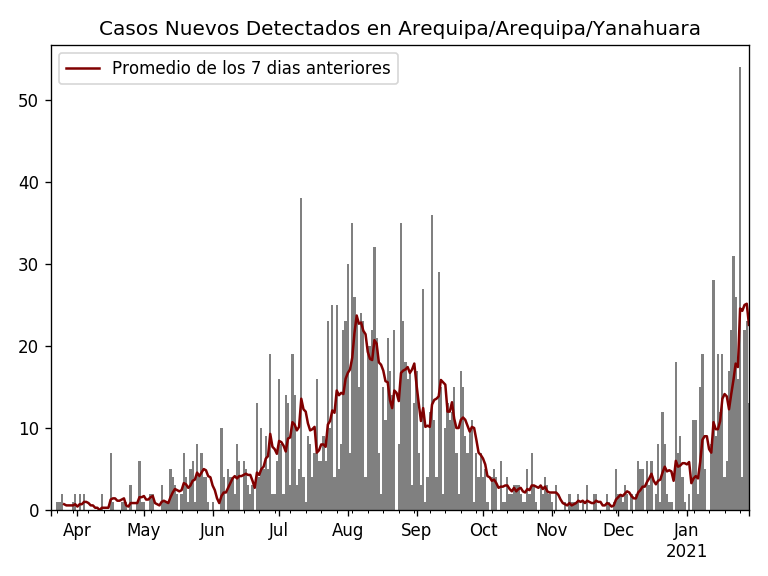 Casos Nuevos Detectados en Arequipa/Arequipa/Yanahuara
Promedio de los 7 dias anteriores
50
40
30
20
10
0
Apr May Jun Jul Aug Sep Oct Nov Dec Jan
2021